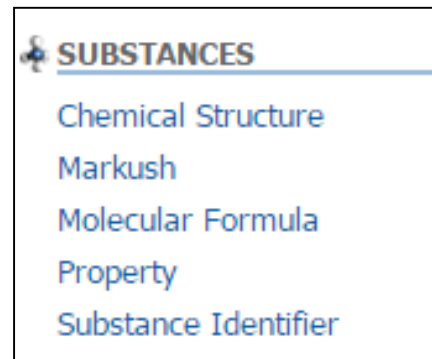 SUBSTANCES
Chemical Structure
Markush
Molecular Formula
Property
Substance Identifier